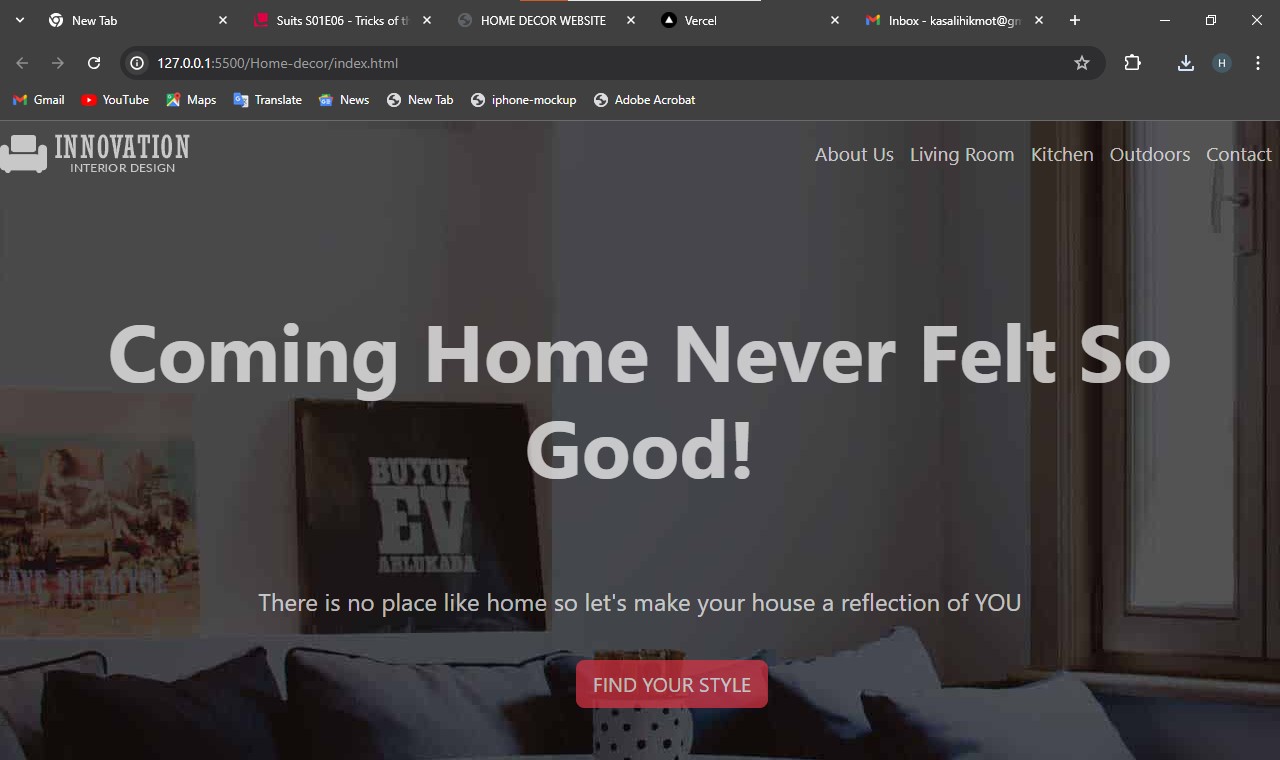 New Tab
Suits S01E06 - Tricks of th
HOME DECOR WEBSITE
Vercel
Inbox - kasalihikmot@gm
127.0.0.1:5500/Home-decor/index.html
H
Gmail
YouTube
Maps
Translate
News
New Tab
iphone-mockup
Adobe Acrobat
INNOVATION
INTERIOR DESIGN
About Us
Living Room
Kitchen
Outdoors
Contact
Coming Home Never Felt So
Good!
BUYUK
EV
ABLUKADA
There is no place like home so let's make your house a reflection of YOU
FIND YOUR STYLE